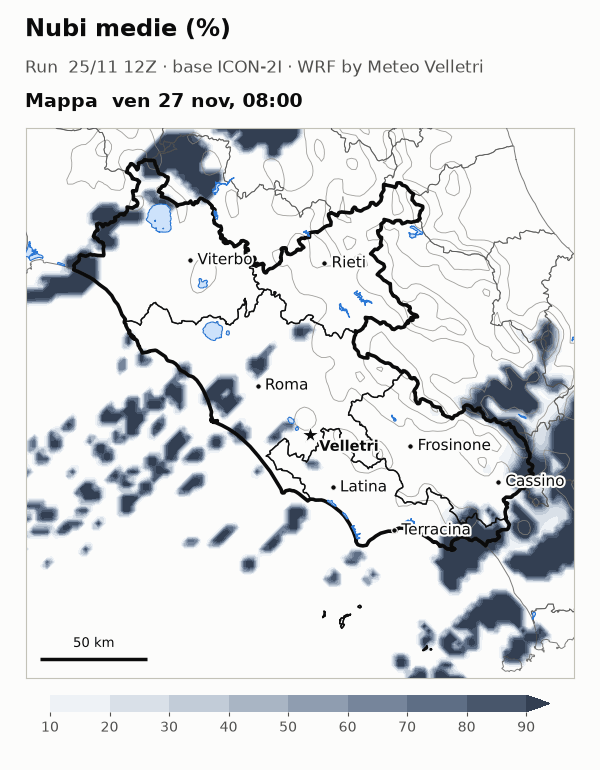 Nubi medie (%)
Run 25/11 12Z · base ICON-2I · WRF by Meteo Velletri
Mappa ven 27 nov, 08:00
Viterbo
Rieti
Roma
Velletri
Frosinone
Cassino
Latina
Terracina
50 km
10 20 30 40 50 60 70 80 90